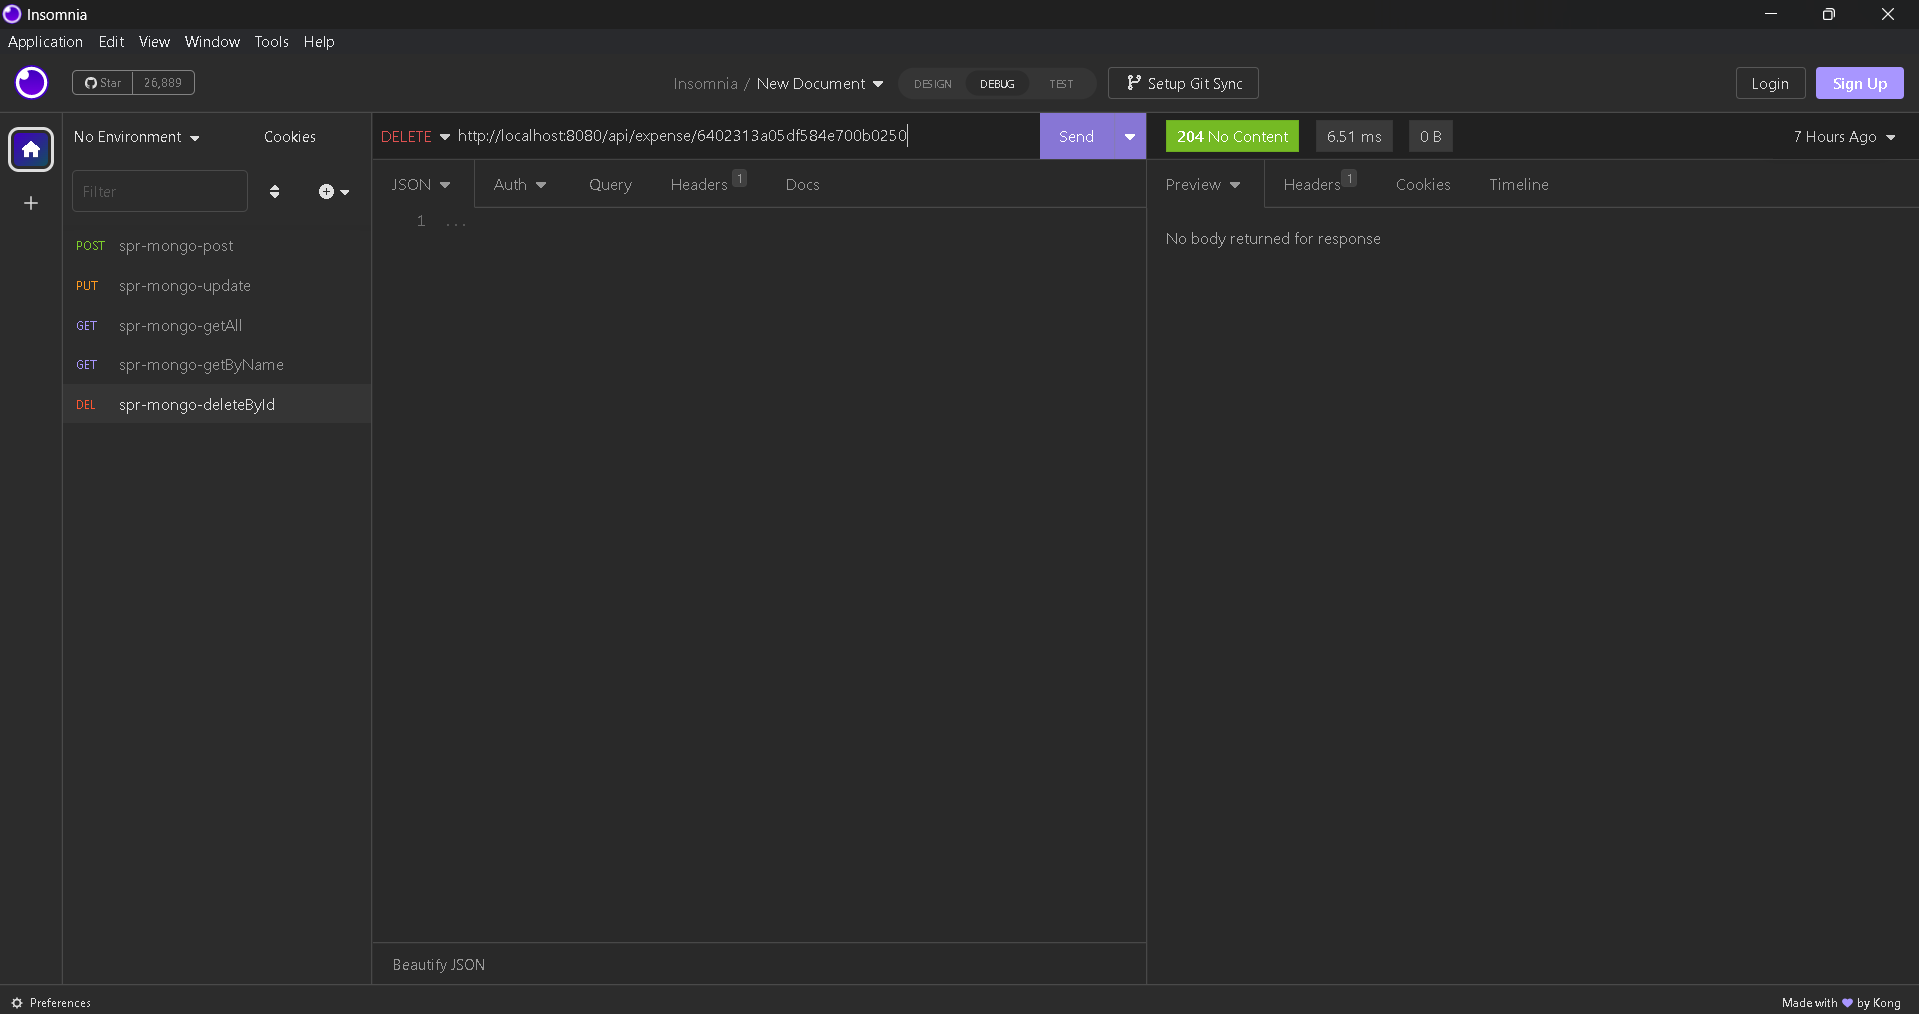 Insomnia
Application Edit View Window Tools Help
Star 26,889
Insomnia / New Document
DESIGN DEBUG TEST
Setup Git Sync
Login
Sign Up
No Environment
Cookies
Filter
POST spr-mongo-post
PUT spr-mongo-update
GET spr-mongo-getAll
GET spr-mongo-getByName
DEL spr-mongo-deleteById
DELETE http://localhost:8080/api/expense/6402313a05df584e700b0250
Send
JSON Auth Query Headers 1 Docs
1 ...
Beautify JSON
204 No Content 6.51 ms 0 B
7 Hours Ago
Preview Headers 1 Cookies Timeline
No body returned for response
Preferences
Made with 💜 by Kong